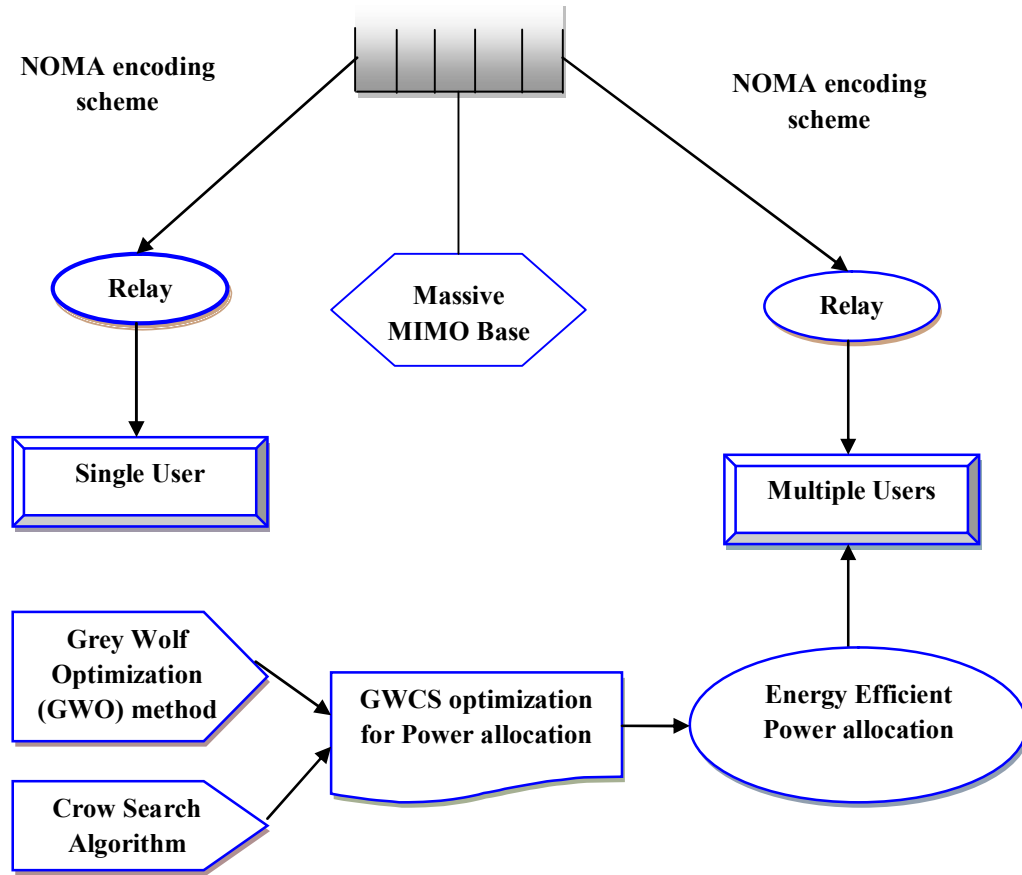 NOMA encoding
scheme
NOMA encoding
scheme
Relay
Massive
MIMO Base
Relay
Single User
Multiple Users
Grey Wolf
Optimization
(GWO) method
GWCS optimization
for Power allocation
Energy Efficient
Power allocation
Crow Search
Algorithm